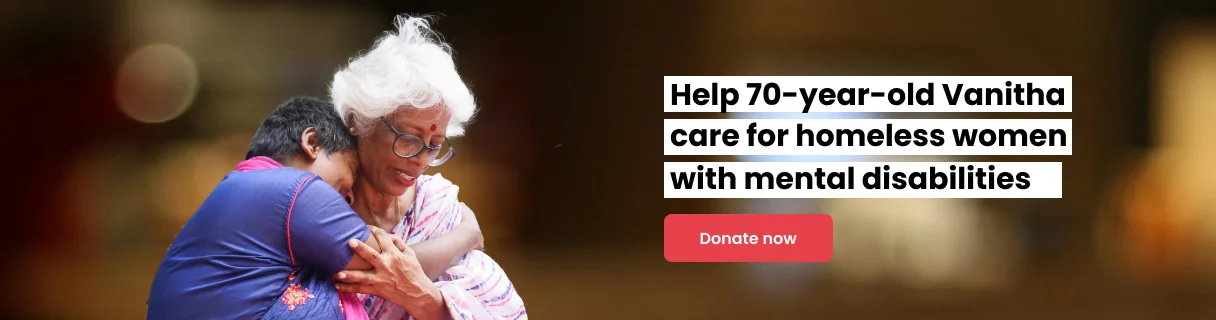 Help 70-year-old Vanitha
care for homeless women
with mental disabilities
Donate now